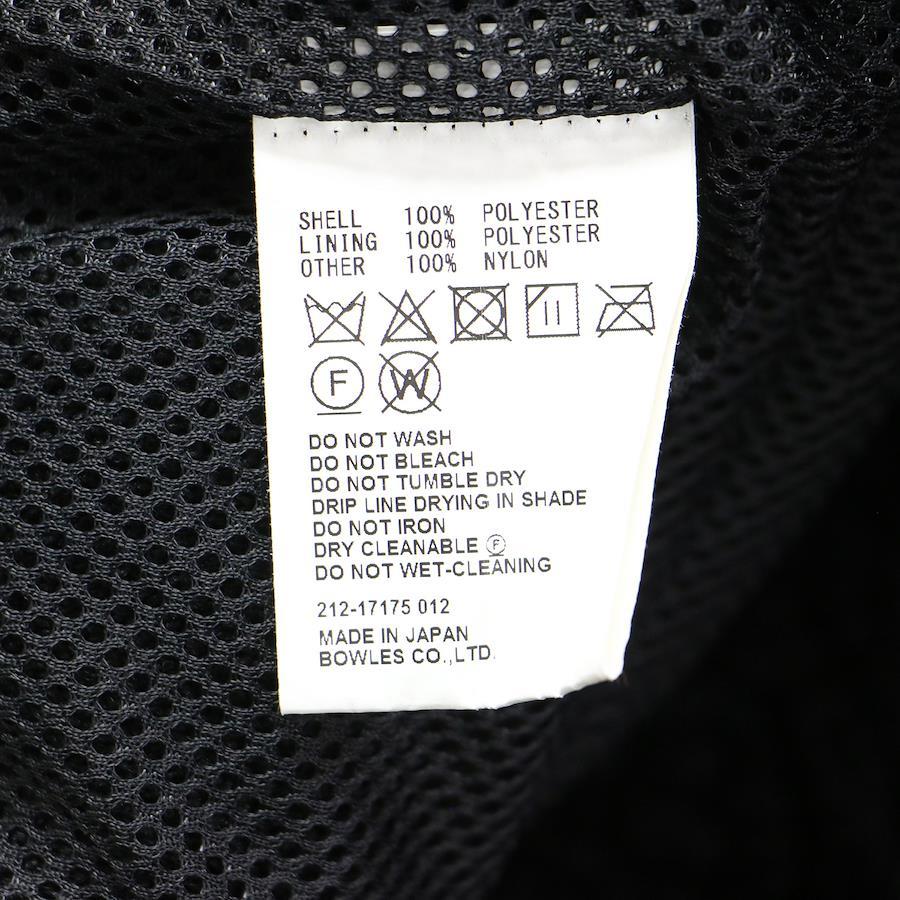 SHELL 100% POLYESTER
LINING 100% POLYESTER
OTHER 100% NYLON
F W
DO NOT WASH
DO NOT BLEACH
DO NOT TUMBLE DRY
DRIP LINE DRYING IN SHADE
DO NOT IRON
DRY CLEANABLE Ⓕ
DO NOT WET-CLEANING
212-17175 012
MADE IN JAPAN
BOWLES CO.,LTD.